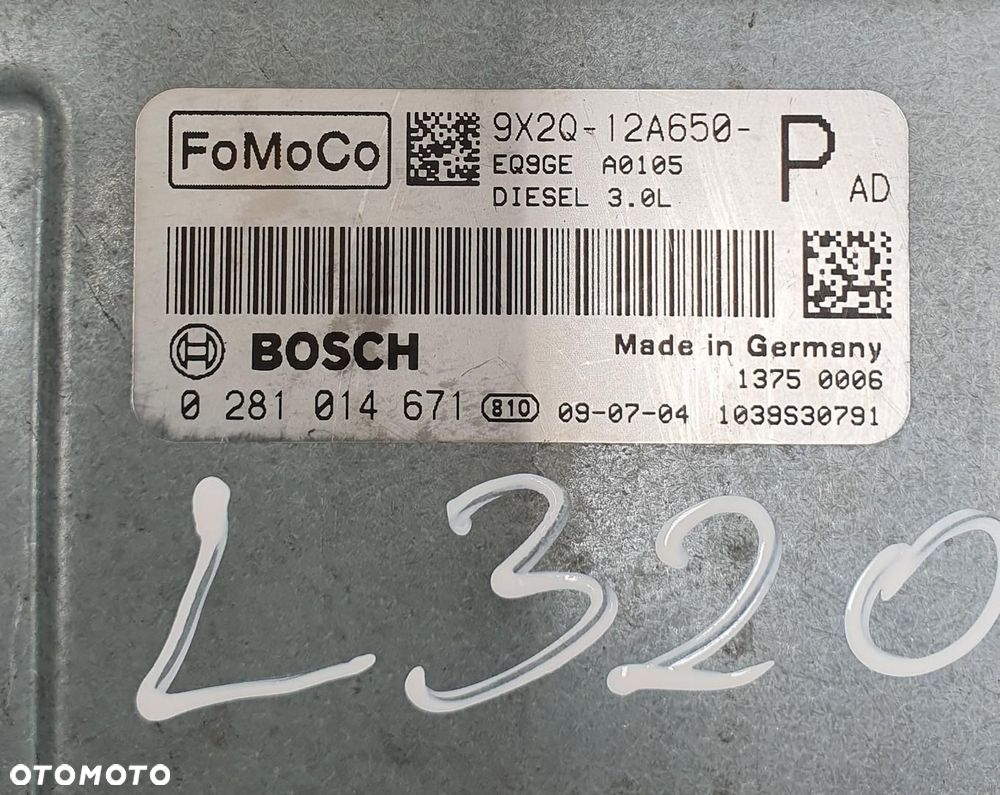 FoMoCo
9X2Q-12A650- P AD
EQ9GE A0105
DIESEL 3.0L
BOSCH
Made in Germany
1375 0006
0 281 014 671 810 09-07-04 1039S30791
L320
OTOMOTO